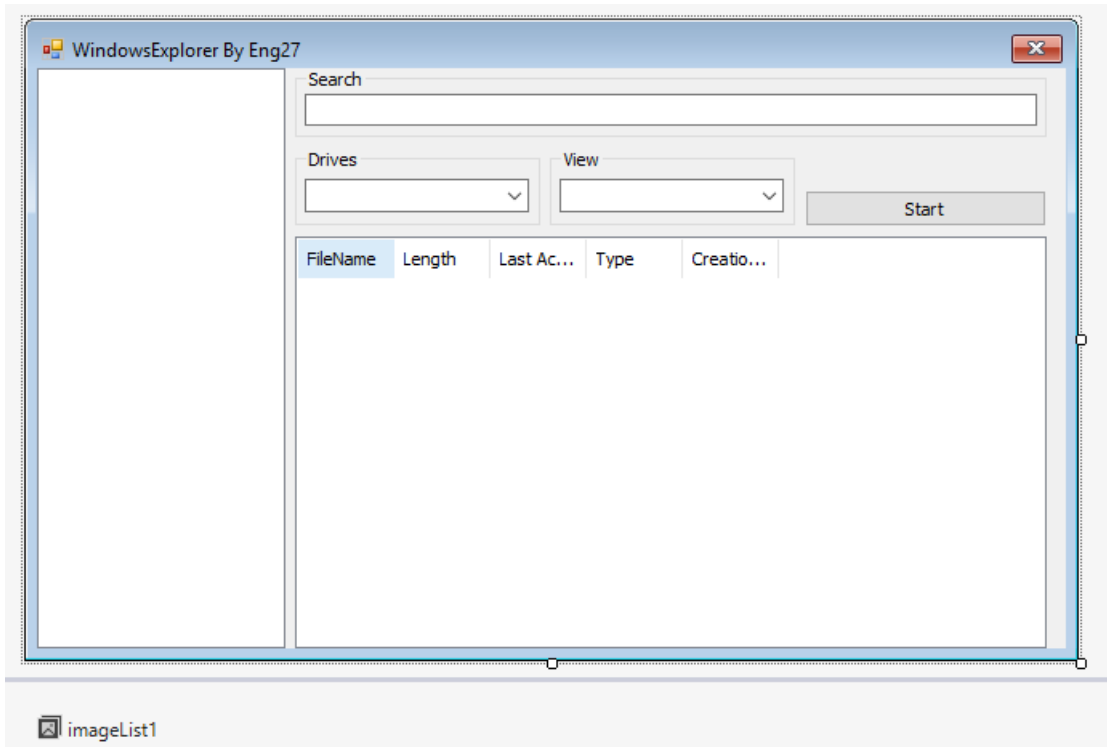 WindowsExplorer By Eng27
Search
Drives View
Start
FileName Length Last Ac... Type Creatio...
imageList1